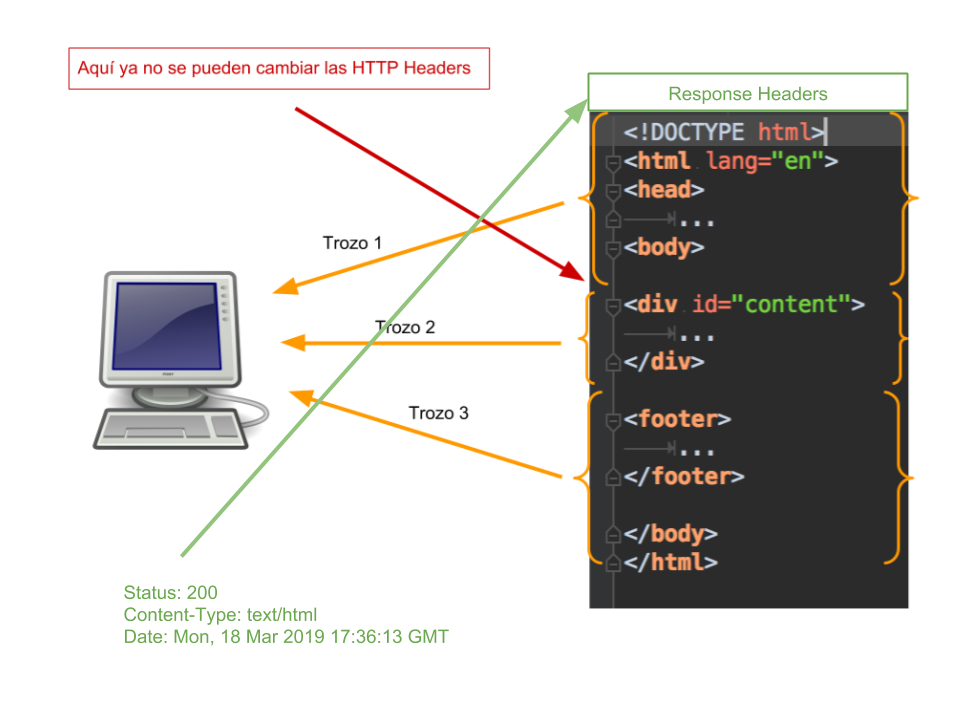 Aquí ya no se pueden cambiar las HTTP Headers
Response Headers
<!DOCTYPE html>
<html lang="en">
<head>
...
<body>
<div id="content">
...
</div>
<footer>
...
</footer>
</body>
</html>
Trozo 1
Trozo 2
Trozo 3
Status: 200
Content-Type: text/html
Date: Mon, 18 Mar 2019 17:36:13 GMT